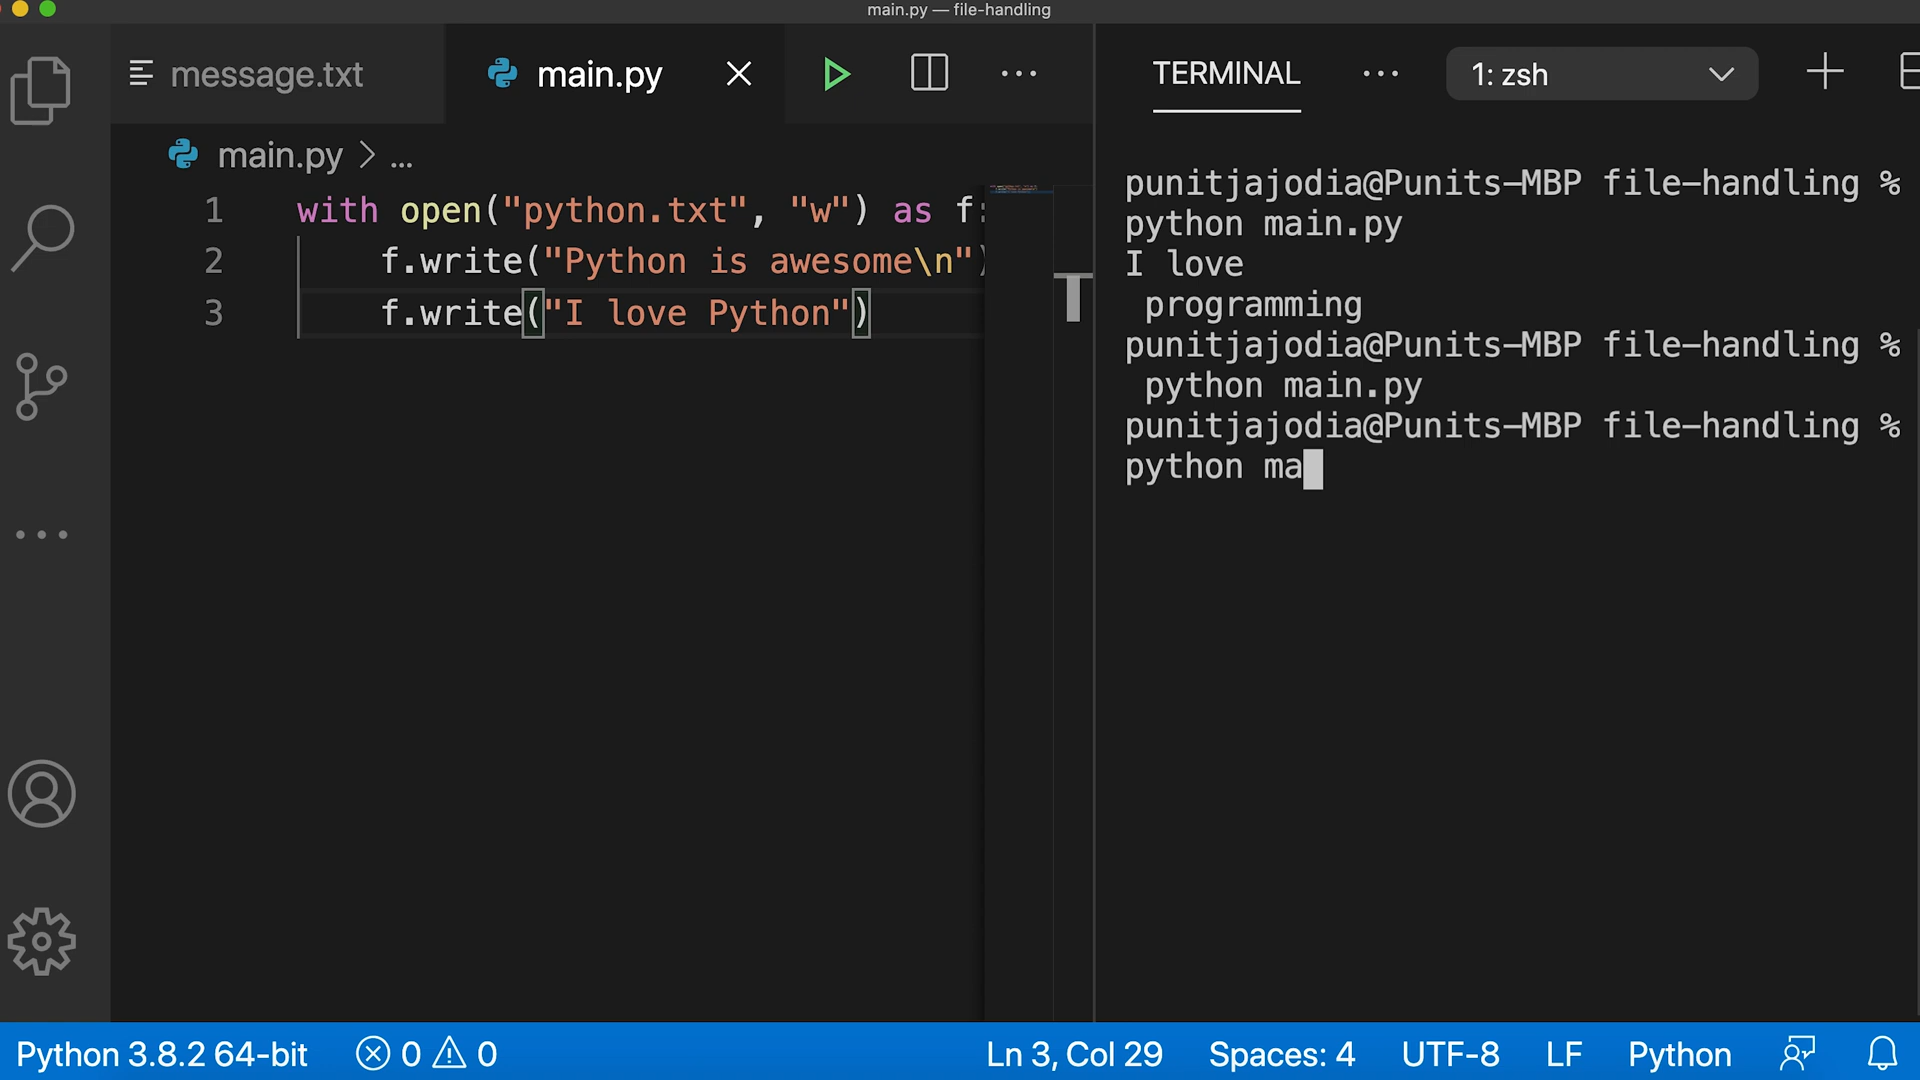 main.py — file-handling
message.txt
main.py
TERMINAL
1: zsh
main.py > ...
1 with open("python.txt", "w") as f:
2 f.write("Python is awesome\n")
3 f.write("I love Python")
punitjajodia@Punits-MBP file-handling %
python main.py
I love
programming
punitjajodia@Punits-MBP file-handling %
python main.py
punitjajodia@Punits-MBP file-handling %
python ma
Python 3.8.2 64-bit 0 0 Ln 3, Col 29 Spaces: 4 UTF-8 LF Python